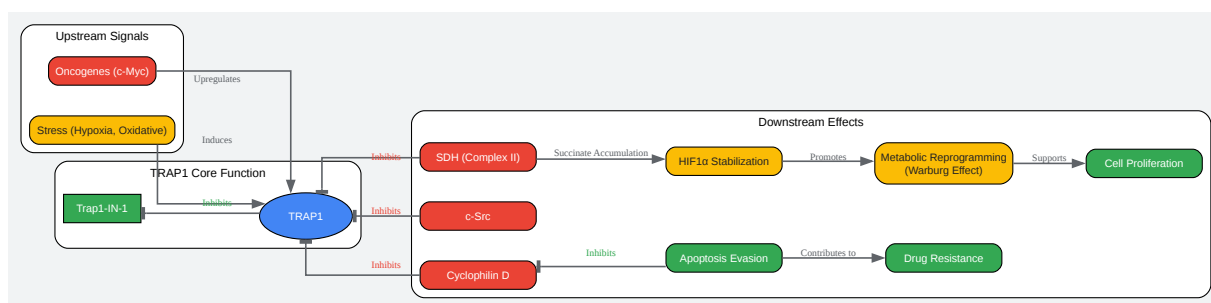 Upstream Signals
Oncogenes (c-Myc)
Upregulates
Stress (Hypoxia, Oxidative)
Induces
TRAP1 Core Function
Trap1-IN-1
Inhibits
TRAP1
Downstream Effects
Inhibits
SDH (Complex II)
Succinate Accumulation
HIF1α Stabilization
Promotes
Metabolic Reprogramming
(Warburg Effect)
Supports
Cell Proliferation
Inhibits
c-Src
Inhibits
Cyclophilin D
Inhibits
Apoptosis Evasion
Contributes to
Drug Resistance